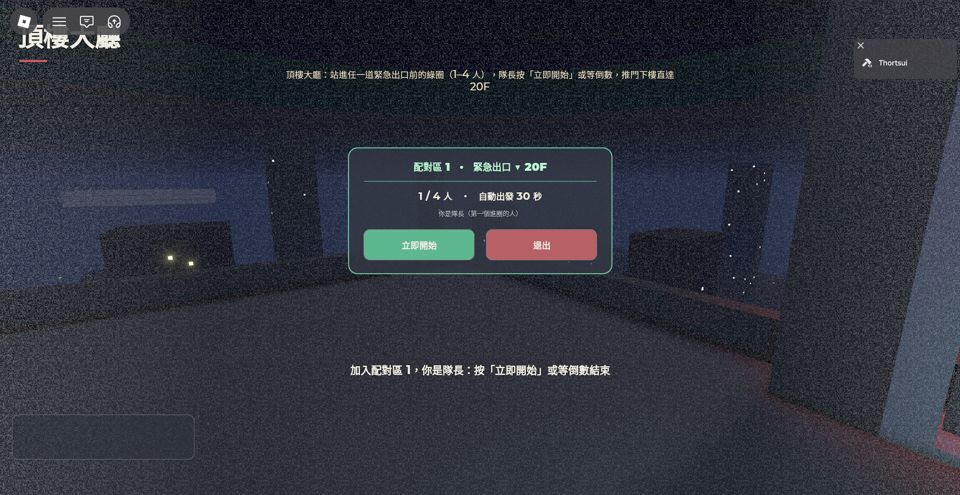 頂樓大廳
Thortsui
頂樓大廳：站進任一道緊急出口前的綠圈（1–4 人），隊長按「立即開始」或等倒數，推門下樓直達
20F
配對區 1 • 緊急出口 ▼ 20F
1 / 4 人 • 自動出發 30 秒
你是隊長（第一個進圈的人）
立即開始
退出
加入配對區 1，你是隊長：按「立即開始」或等倒數結束